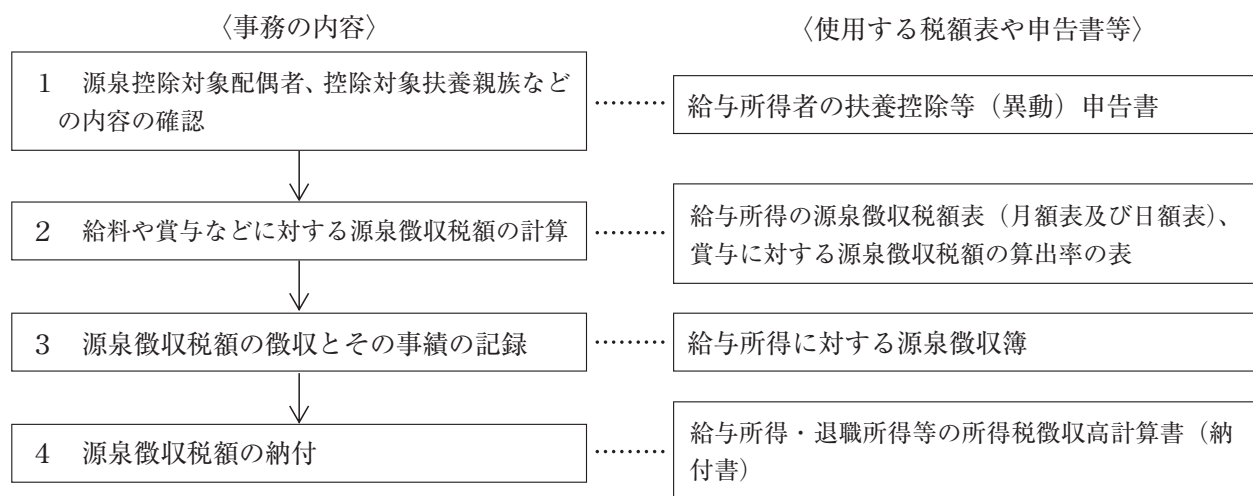 〈事務の内容〉
〈使用する税額表や申告書等〉
1 源泉控除対象配偶者、控除対象扶養親族など
の内容の確認
給与所得者の扶養控除等（異動）申告書
2 給料や賞与などに対する源泉徴収税額の計算
給与所得の源泉徴収税額表（月額表及び日額表）、
賞与に対する源泉徴収税額の算出率の表
3 源泉徴収税額の徴収とその事績の記録
給与所得に対する源泉徴収簿
4 源泉徴収税額の納付
給与所得・退職所得等の所得税徴収高計算書（納
付書）